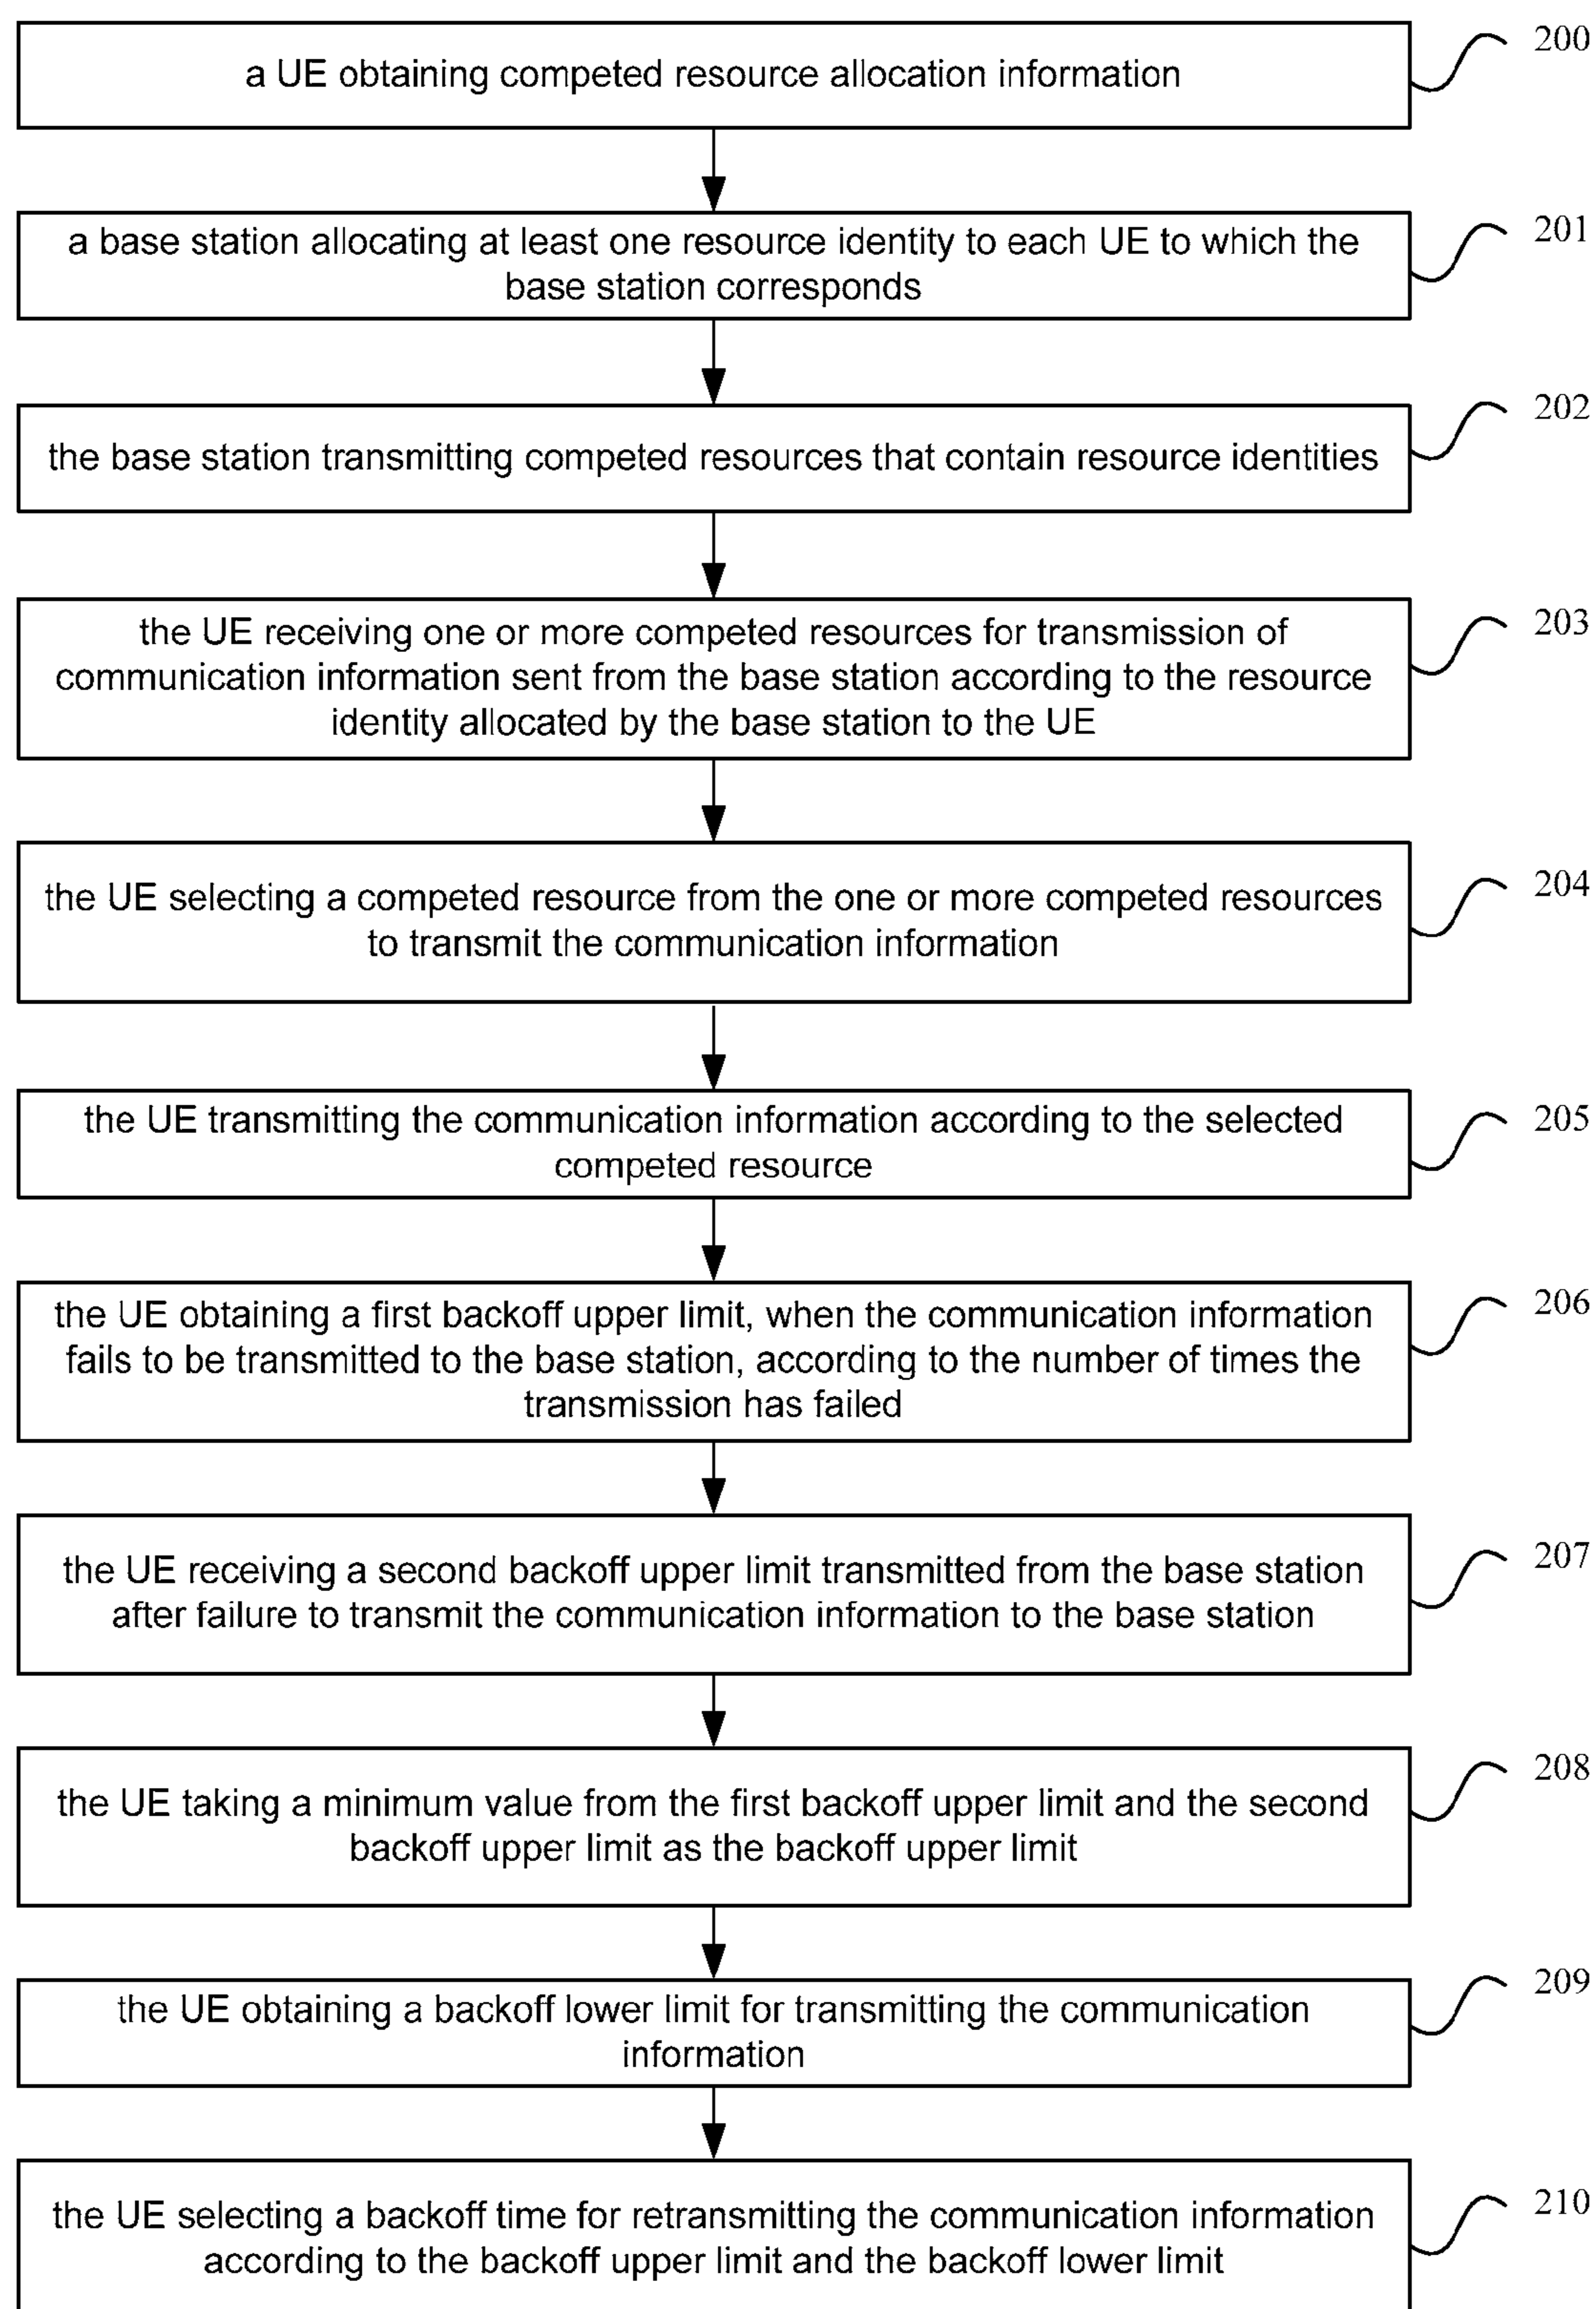 a UE obtaining competed resource allocation information
200
a base station allocating at least one resource identity to each UE to which the
base station corresponds
201
the base station transmitting competed resources that contain resource identities
202
the UE receiving one or more competed resources for transmission of
communication information sent from the base station according to the resource
identity allocated by the base station to the UE
203
the UE selecting a competed resource from the one or more competed resources
to transmit the communication information
204
the UE transmitting the communication information according to the selected
competed resource
205
the UE obtaining a first backoff upper limit, when the communication information
fails to be transmitted to the base station, according to the number of times the
transmission has failed
206
the UE receiving a second backoff upper limit transmitted from the base station
after failure to transmit the communication information to the base station
207
the UE taking a minimum value from the first backoff upper limit and the second
backoff upper limit as the backoff upper limit
208
the UE obtaining a backoff lower limit for transmitting the communication
information
209
the UE selecting a backoff time for retransmitting the communication information
according to the backoff upper limit and the backoff lower limit
210